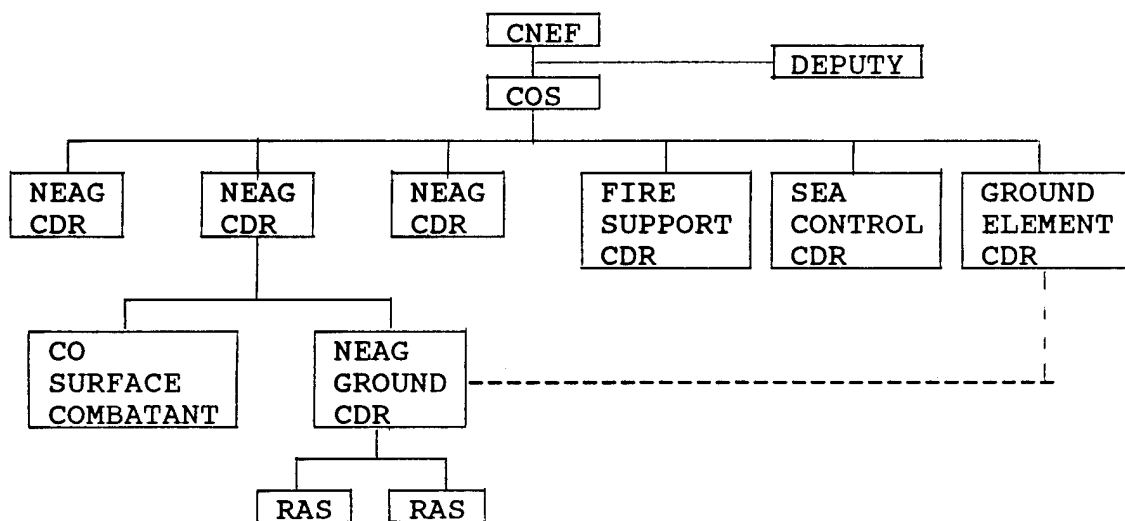 CNEF
DEPUTY
COS
NEAG
CDR
NEAG
CDR
NEAG
CDR
FIRE
SUPPORT
CDR
SEA
CONTROL
CDR
GROUND
ELEMENT
CDR
CO
SURFACE
COMBATANT
NEAG
GROUND
CDR
RAS
RAS